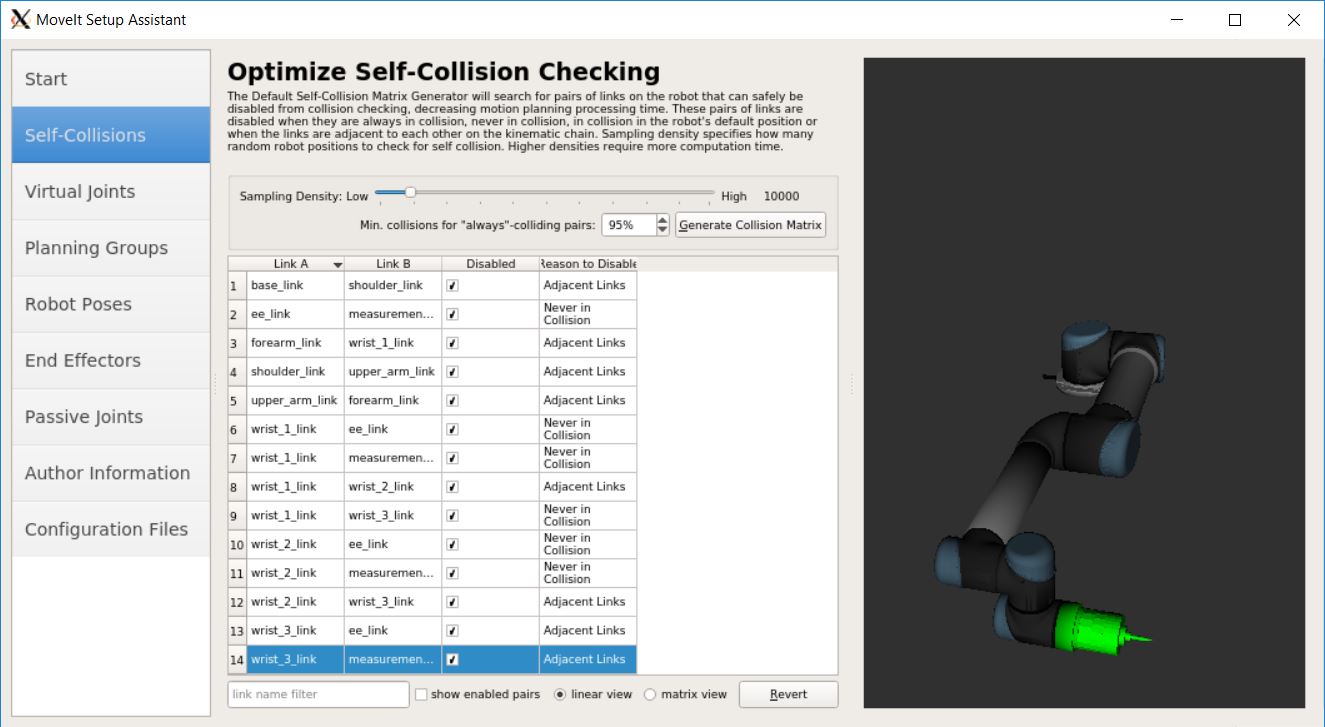 MoveIt Setup Assistant
Start
Self-Collisions
Virtual Joints
Planning Groups
Robot Poses
End Effectors
Passive Joints
Author Information
Configuration Files
Optimize Self-Collision Checking
The Default Self-Collision Matrix Generator will search for pairs of links on the robot that can safely be
disabled from collision checking, decreasing motion planning processing time. These pairs of links are
disabled when they are always in collision, never in collision, in collision in the robot's default position or
when the links are adjacent to each other on the kinematic chain. Sampling density specifies how many
random robot positions to check for self collision. Higher densities require more computation time.
Sampling Density: Low High 10000
Min. collisions for "always"-colliding pairs: 95% Generate Collision Matrix
Link A Link B Disabled Reason to Disable
1 base_link shoulder_link Adjacent Links
2 ee_link measuremen... Never in
Collision
3 forearm_link wrist_1_link Adjacent Links
4 shoulder_link upper_arm_link Adjacent Links
5 upper_arm_link forearm_link Adjacent Links
6 wrist_1_link ee_link Never in
Collision
7 wrist_1_link measuremen... Never in
Collision
8 wrist_1_link wrist_2_link Adjacent Links
9 wrist_1_link wrist_3_link Never in
Collision
10 wrist_2_link ee_link Never in
Collision
11 wrist_2_link measuremen... Never in
Collision
12 wrist_2_link wrist_3_link Adjacent Links
13 wrist_3_link ee_link Adjacent Links
14 wrist_3_link measuremen... Adjacent Links
link name filter show enabled pairs linear view matrix view Revert